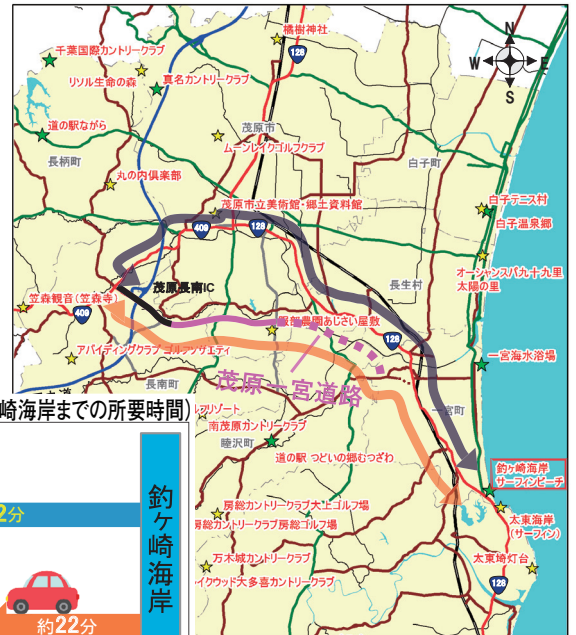 橘樹神社
128
N
W
E
S
千葉国際カントリークラブ
リソル生命の森
真名カントリークラブ
茂原市
道の駅ながら
ムーンレイクゴルフクラブ
長柄町
白子町
丸の内倶楽部
茂原市立美術館・郷土資料館
白子テニス村
白子温泉郷
409
128
オーシャンスパ九十九里
太陽の里
長生村
茂原長南IC
笠森観音(笠森寺)
409
服部農園あじさい屋敷
128
アバイディングクラブ ゴルフソサエティ
一宮海水浴場
長南町
茂原一宮道路
崎海岸までの所要時間)
一宮町
リゾート
南茂原カントリークラブ
睦沢町
道の駅 つどいの郷むつざわ
釣ヶ崎海岸
サーフィンビーチ
釣ヶ崎海岸
2分
房総カントリークラブ大上ゴルフ場
房総カントリークラブ房総ゴルフ場
太東海岸
(サーフィン)
万木城カントリークラブ
太東埼灯台
イクウッド大多喜カントリークラブ
128
約22分